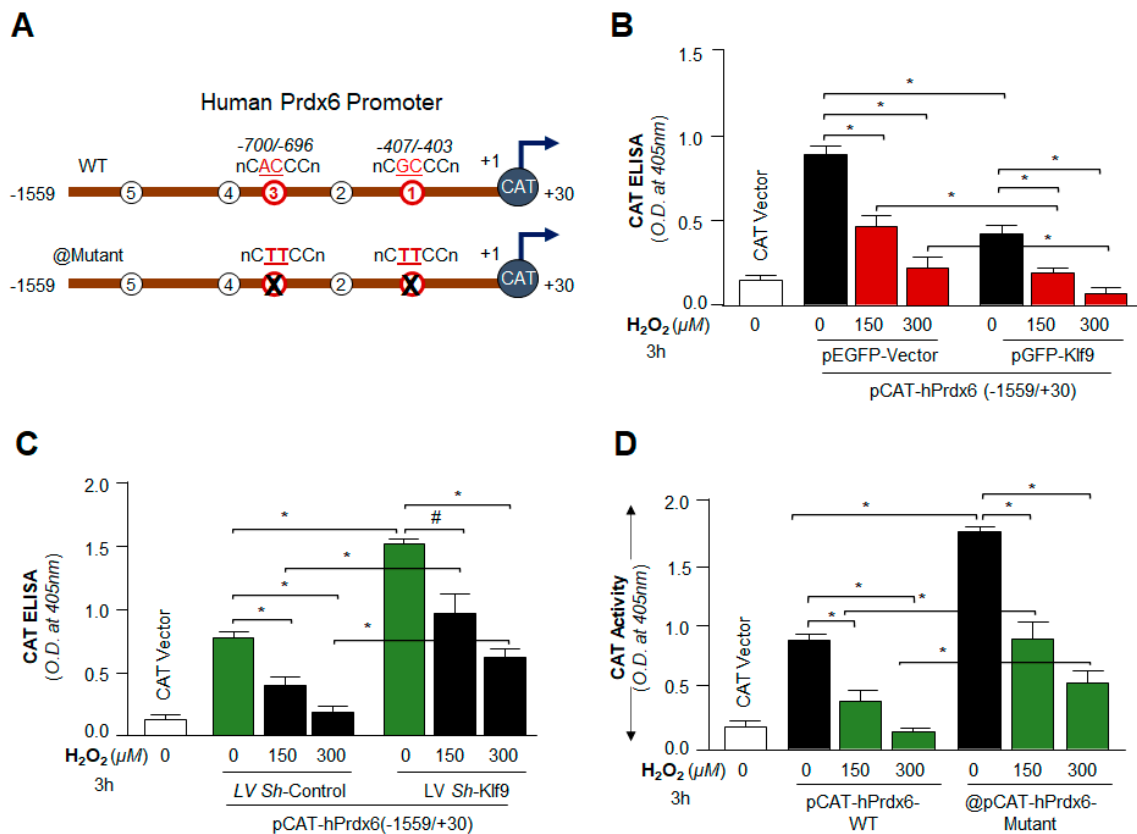 A
Human Prdx6 Promoter
-700/-696 -407/-403
WT nCACCCn nCGCCCn +1
-1559 5 4 3 2 1 CAT +30
@Mutant nCTTCCn nCTTCCn +1
-1559 5 4 X 2 X CAT +30
B
CAT ELISA
(O.D. at 405nm)
1.5
1.0
0.5
0.0
CAT Vector
* * * * * * * *
H2O2 (µM) 0 0 150 300 0 150 300
3h
pEGFP-Vector pGFP-Klf9
pCAT-hPrdx6 (-1559/+30)
C
CAT ELISA
(O.D. at 405nm)
2.0
1.5
1.0
0.5
0.0
CAT Vector
* * * * * # *
H2O2 (µM) 0 0 150 300 0 150 300
3h
LV Sh-Control LV Sh-Klf9
pCAT-hPrdx6(-1559/+30)
D
CAT Activity
(O.D. at 405nm)
2.0
1.5
1.0
0.5
0.0
CAT Vector
* * * * * * *
H2O2 (µM) 0 0 150 300 0 150 300
3h
pCAT-hPrdx6- @pCAT-hPrdx6-
WT Mutant